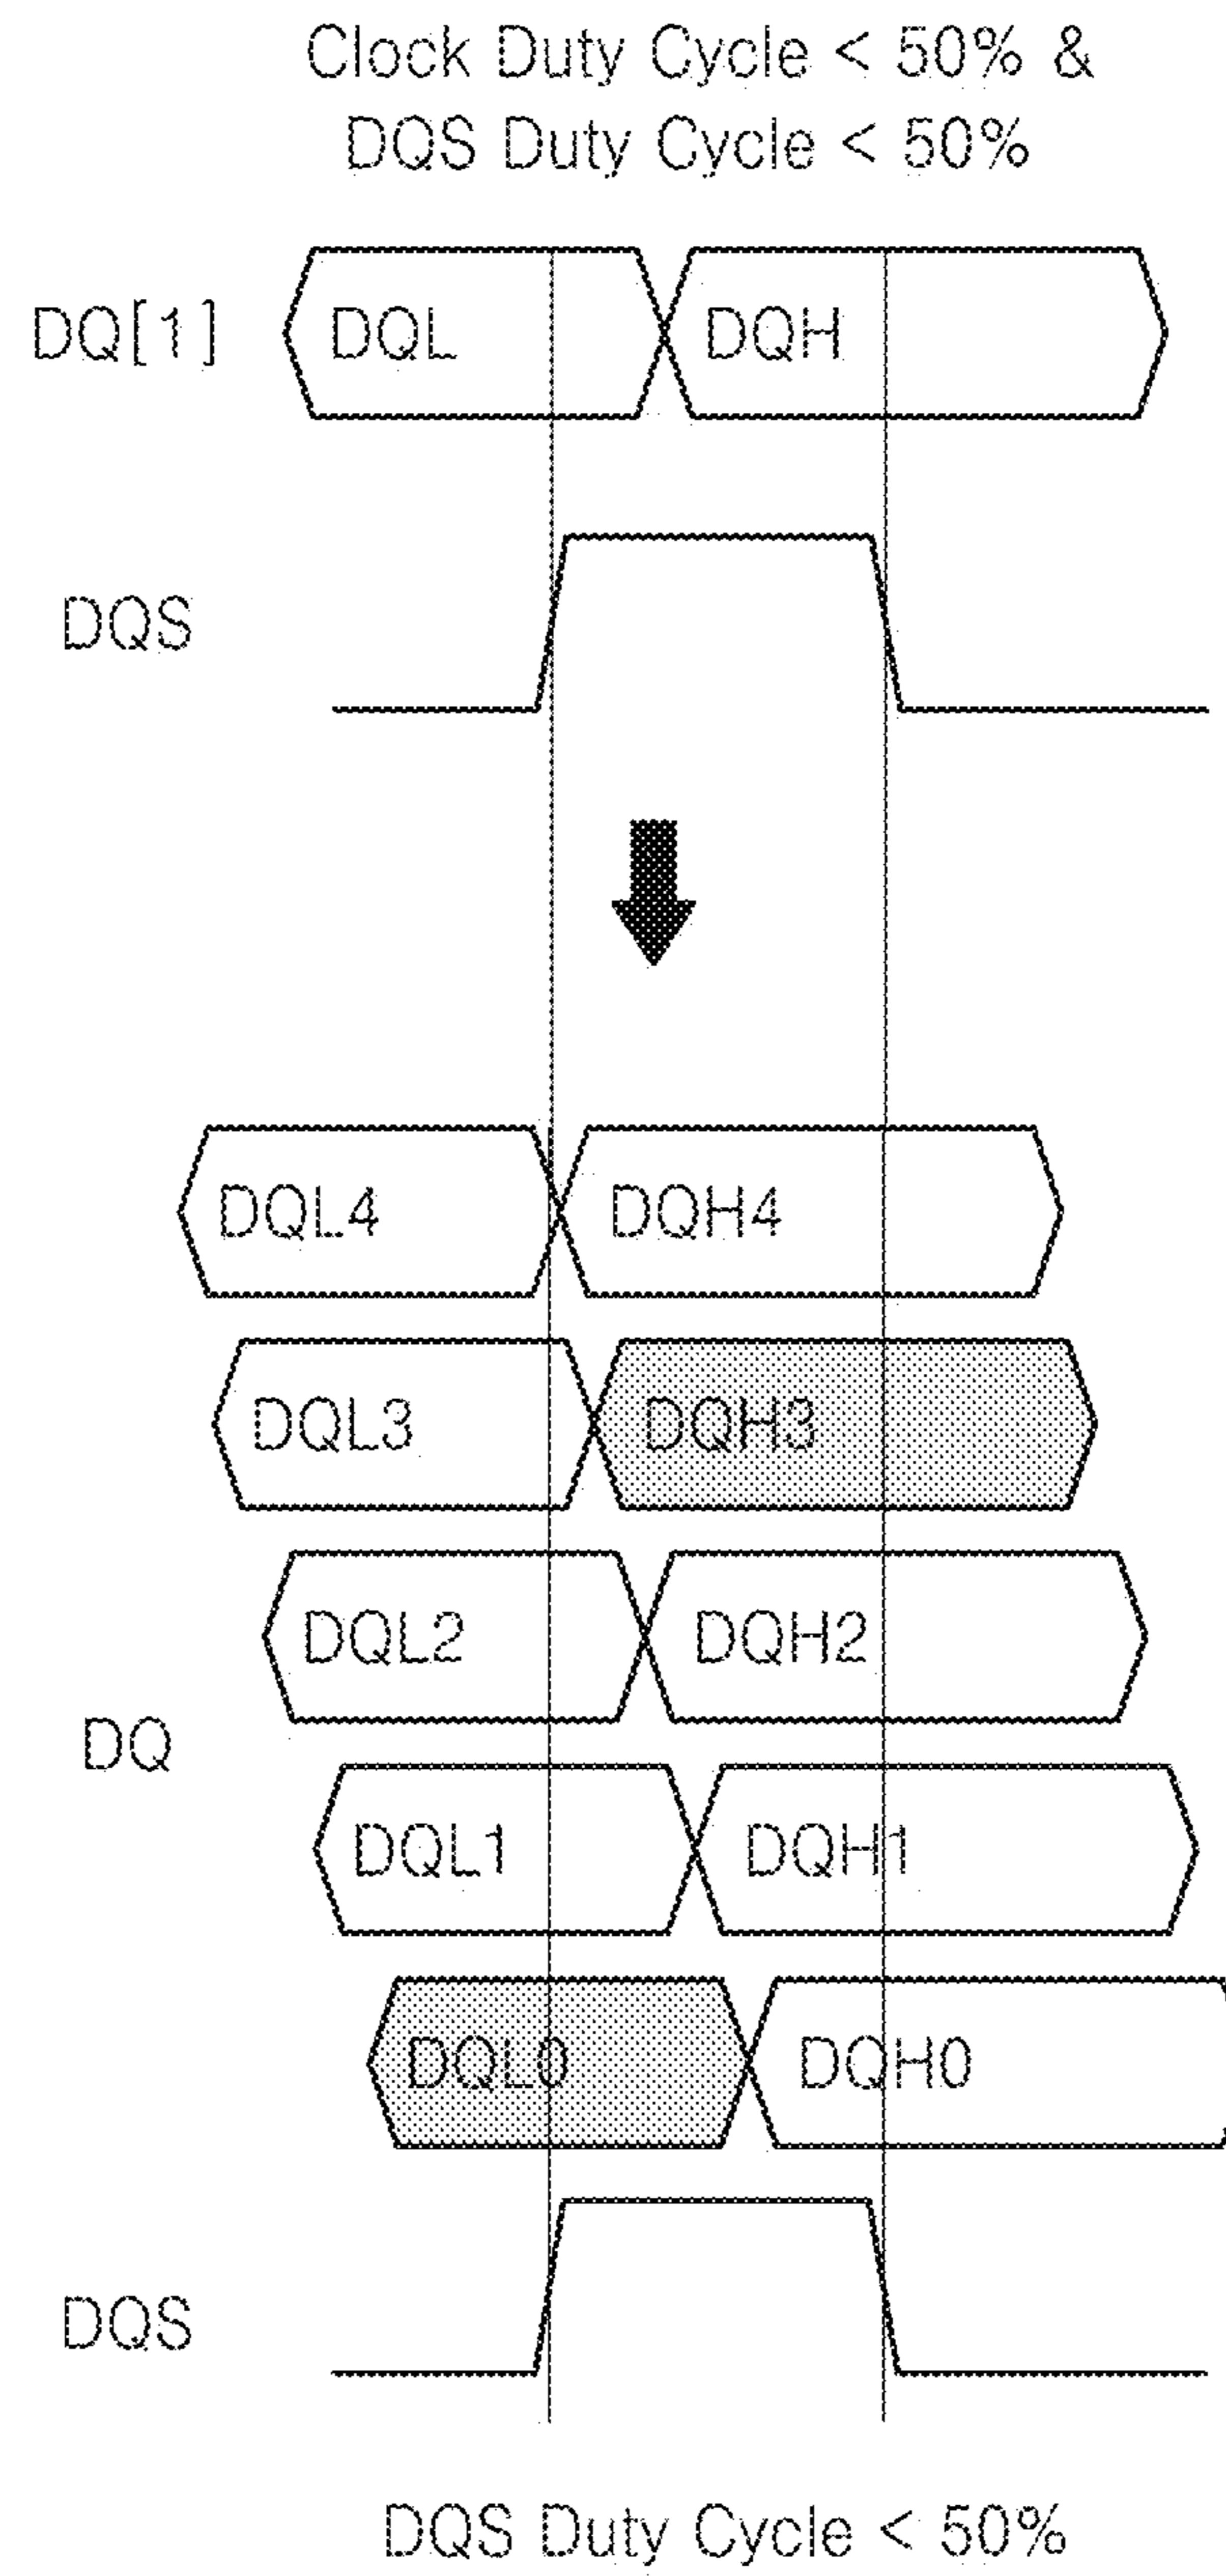 Clock Duty Cycle < 50% &
DQS Duty Cycle < 50%
DQ[1] DQL DQH
DQS
DQL4 DQH4
DQL3 DQH3
DQL2 DQH2
DQ
DQL1 DQH1
DQL0 DQH0
DQS
DQS Duty Cycle < 50%